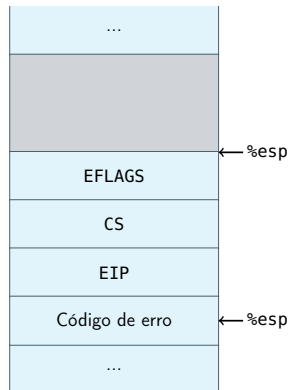 ...
%esp
EFLAGS
CS
EIP
Código de erro
%esp
...